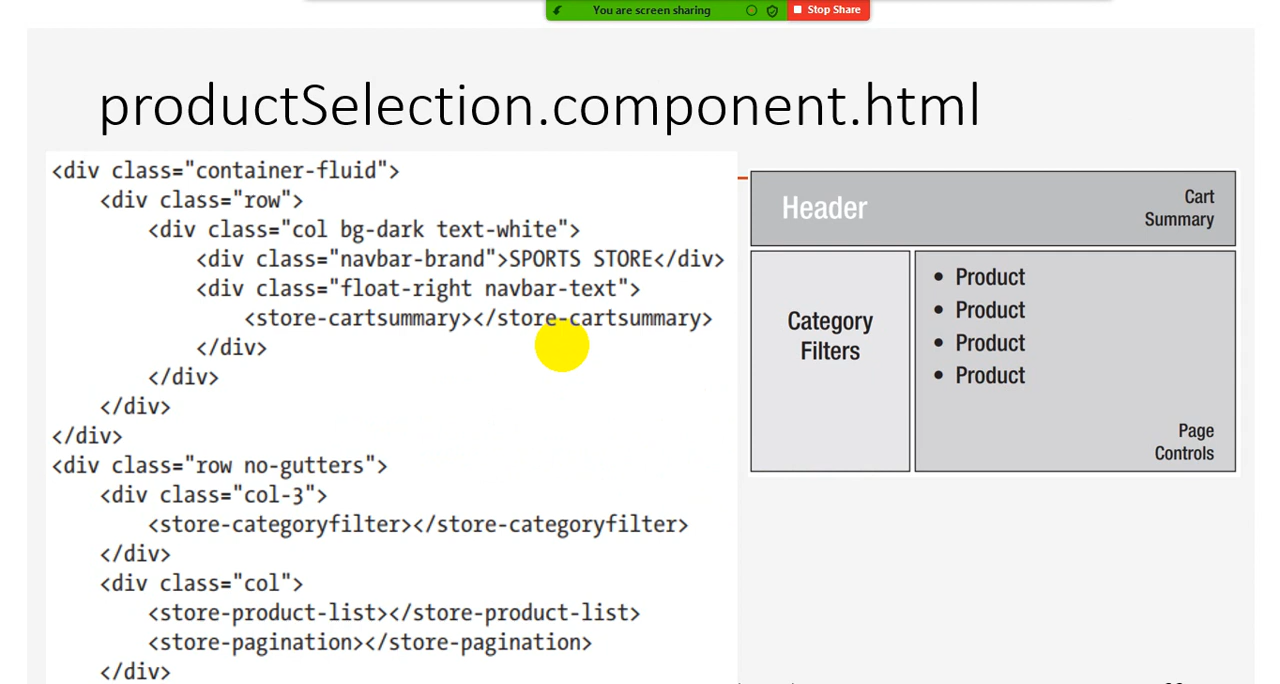 You are screen sharing
Stop Share
productSelection.component.html
<div class="container-fluid">
    <div class="row">
        <div class="col bg-dark text-white">
            <div class="navbar-brand">SPORTS STORE</div>
            <div class="float-right navbar-text">
                <store-cartsummary></store-cartsummary>
            </div>
        </div>
    </div>
</div>
<div class="row no-gutters">
    <div class="col-3">
        <store-categoryfilter></store-categoryfilter>
    </div>
    <div class="col">
        <store-product-list></store-product-list>
        <store-pagination></store-pagination>
    </div>
Header
Cart
Summary
Category
Filters
• Product
• Product
• Product
• Product
Page
Controls